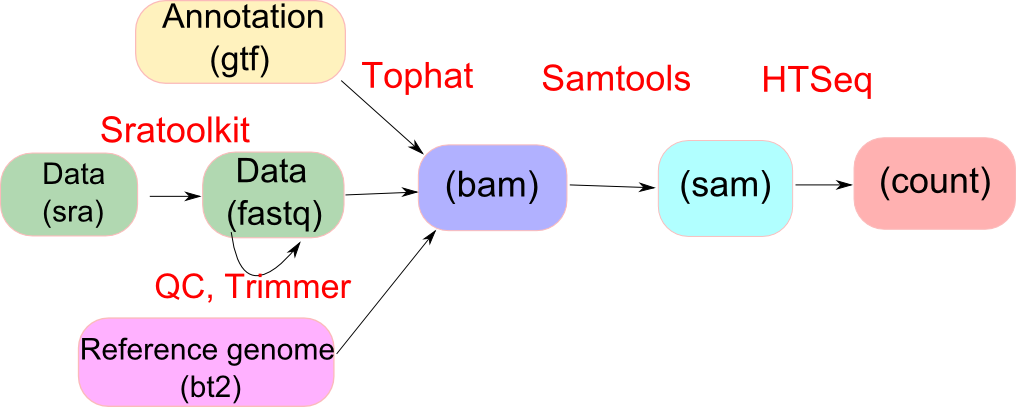 Annotation
(gtf)
Tophat
Samtools
HTSeq
Sratoolkit
Data
(sra)
Data
(fastq)
(bam)
(sam)
(count)
QC, Trimmer
Reference genome
(bt2)